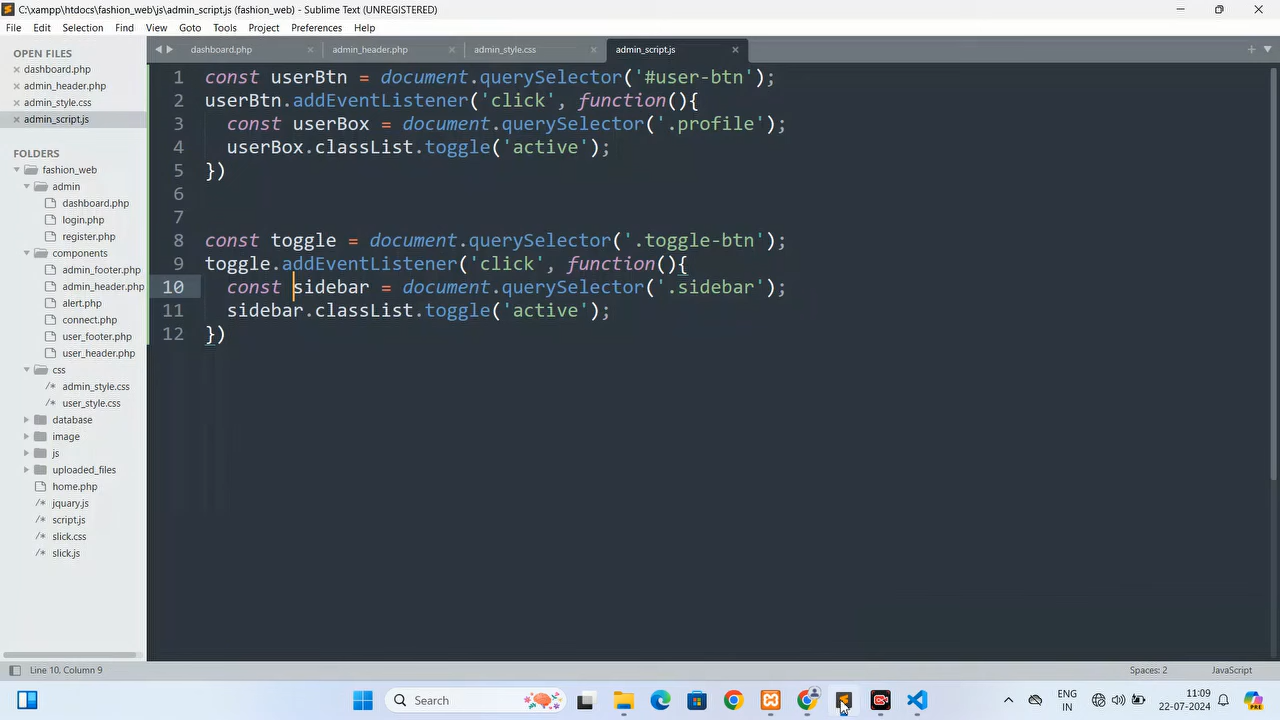 C:\xampp\htdocs\fashion_web\js\admin_script.js (fashion_web) - Sublime Text (UNREGISTERED)
File Edit Selection Find View Goto Tools Project Preferences Help
OPEN FILES
dashboard.php
admin_header.php
admin_style.css
admin_script.js
FOLDERS
fashion_web
admin
dashboard.php
login.php
register.php
components
admin_footer.php
admin_header.php
alert.php
connect.php
user_footer.php
user_header.php
css
admin_style.css
user_style.css
database
image
js
uploaded_files
home.php
jquary.js
script.js
slick.css
slick.js
dashboard.php admin_header.php admin_style.css admin_script.js
1 const userBtn = document.querySelector('#user-btn');
2 userBtn.addEventListener('click', function(){
3 const userBox = document.querySelector('.profile');
4 userBox.classList.toggle('active');
5 })
6
7
8 const toggle = document.querySelector('.toggle-btn');
9 toggle.addEventListener('click', function(){
10 const sidebar = document.querySelector('.sidebar');
11 sidebar.classList.toggle('active');
12 })
Line 10, Column 9 Spaces: 2 JavaScript
Search
ENG
IN
11:09
22-07-2024
PRE